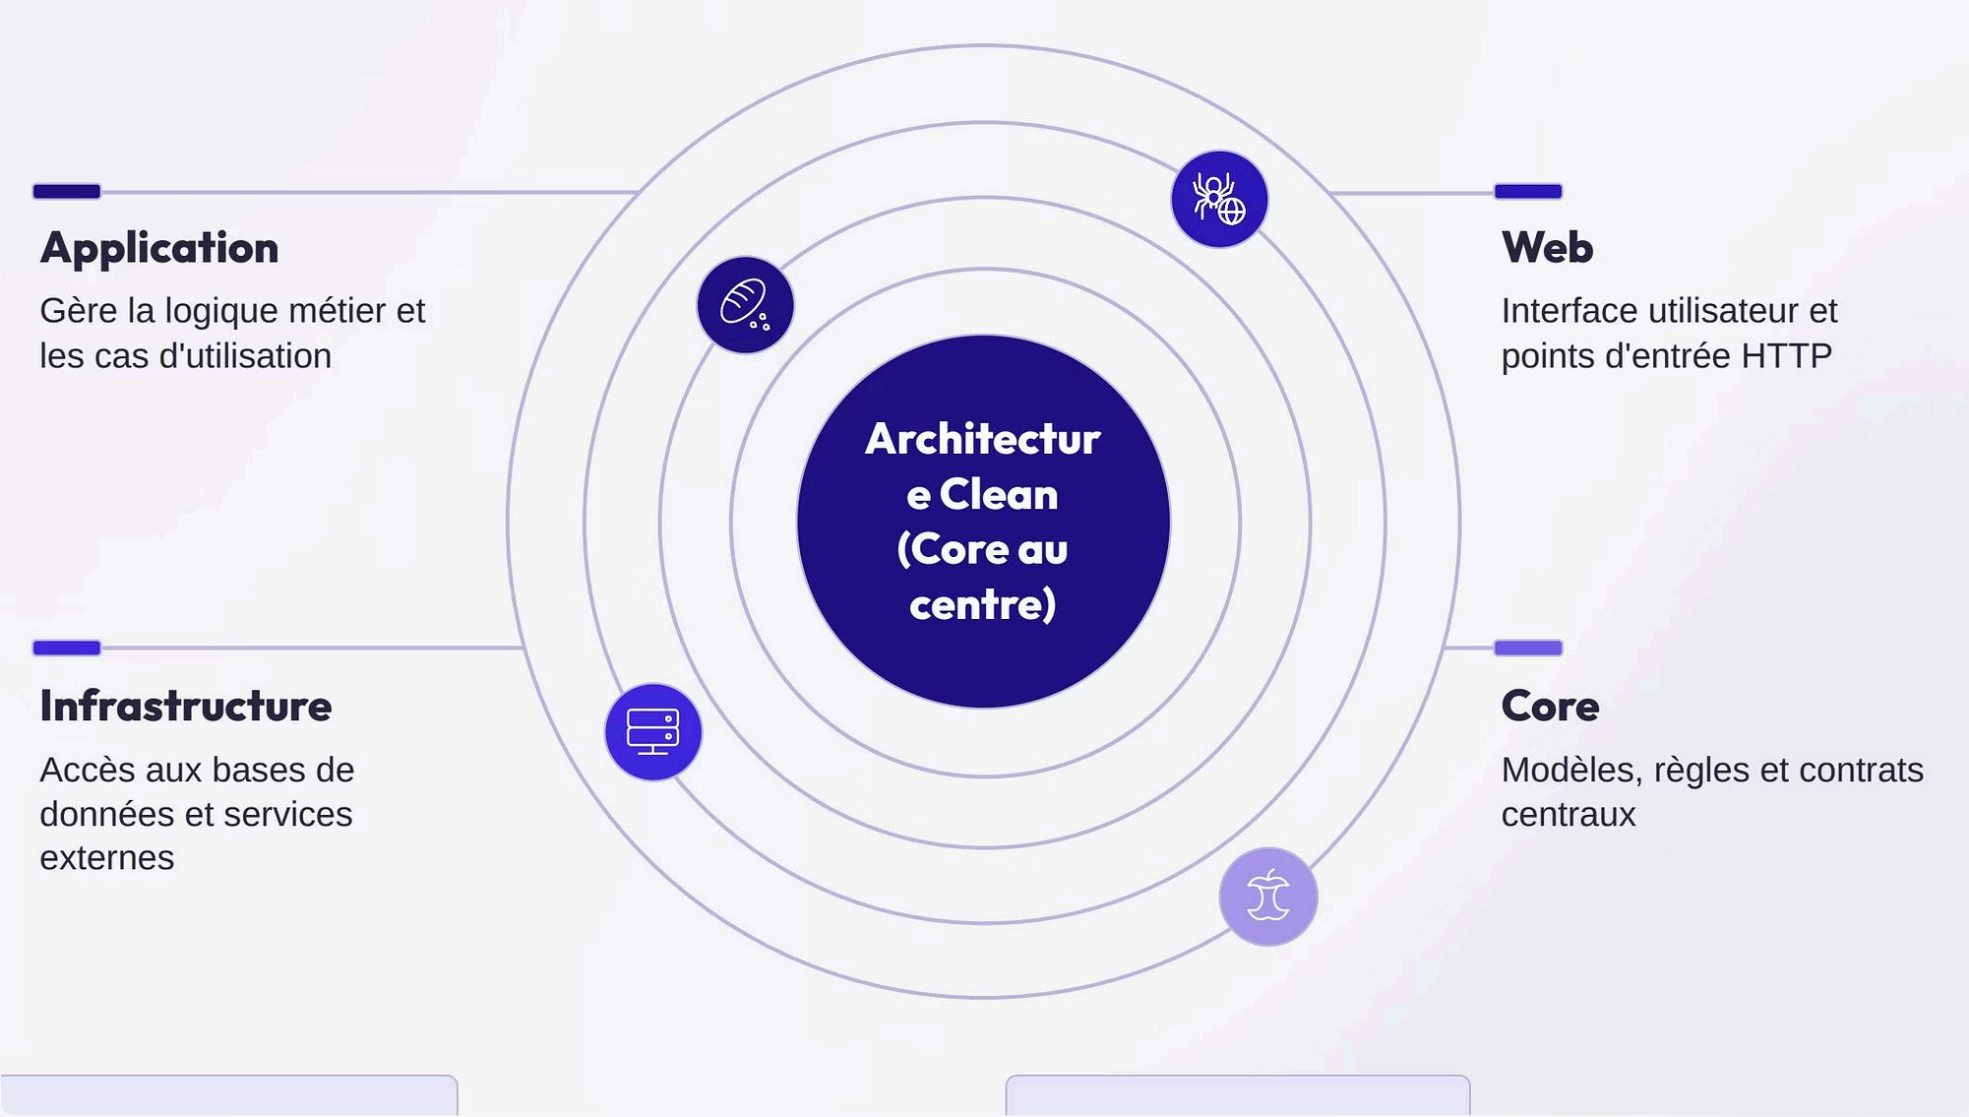 Application
Gère la logique métier et
les cas d'utilisation
Web
Interface utilisateur et
points d'entrée HTTP
Architectur
e Clean
(Core au
centre)
Infrastructure
Accès aux bases de
données et services
externes
Core
Modèles, règles et contrats
centraux